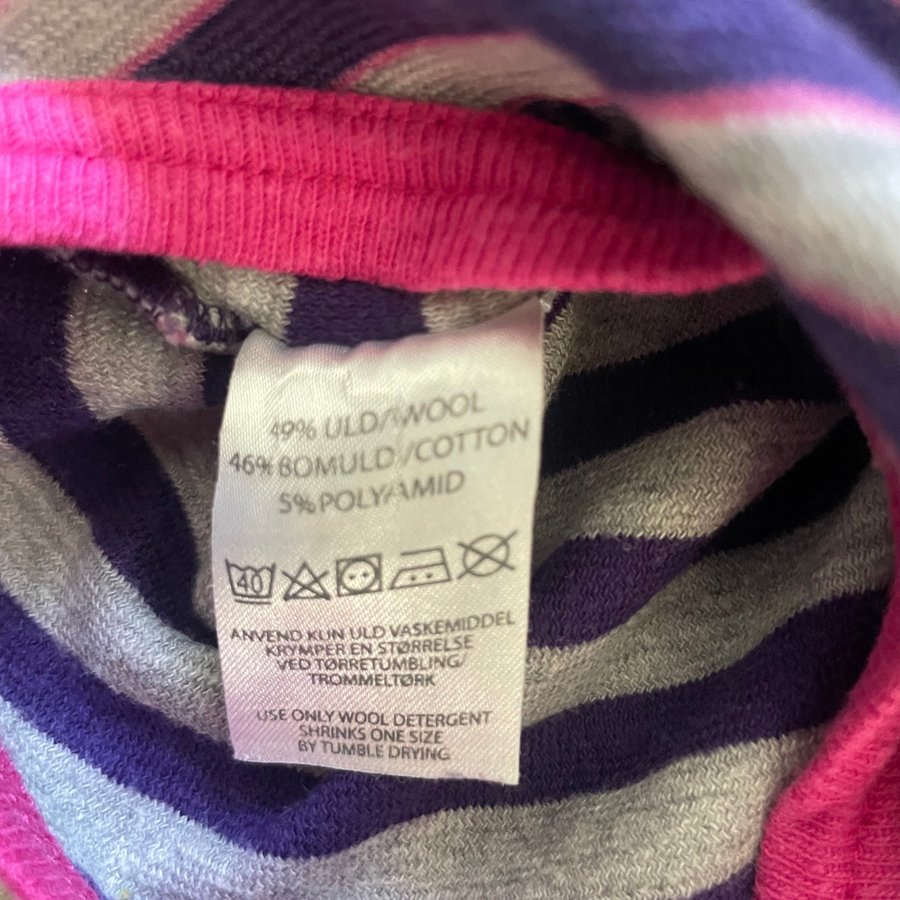 49% ULD/WOOL
46% BOMULD/COTTON
5% POLYAMID
40
ANVEND KUN ULD VASKEMIDDEL
KRYMPER EN STØRRELSE
VED TØRRETUMBLING/
TROMMELTØRK
USE ONLY WOOL DETERGENT
SHRINKS ONE SIZE
BY TUMBLE DRYING